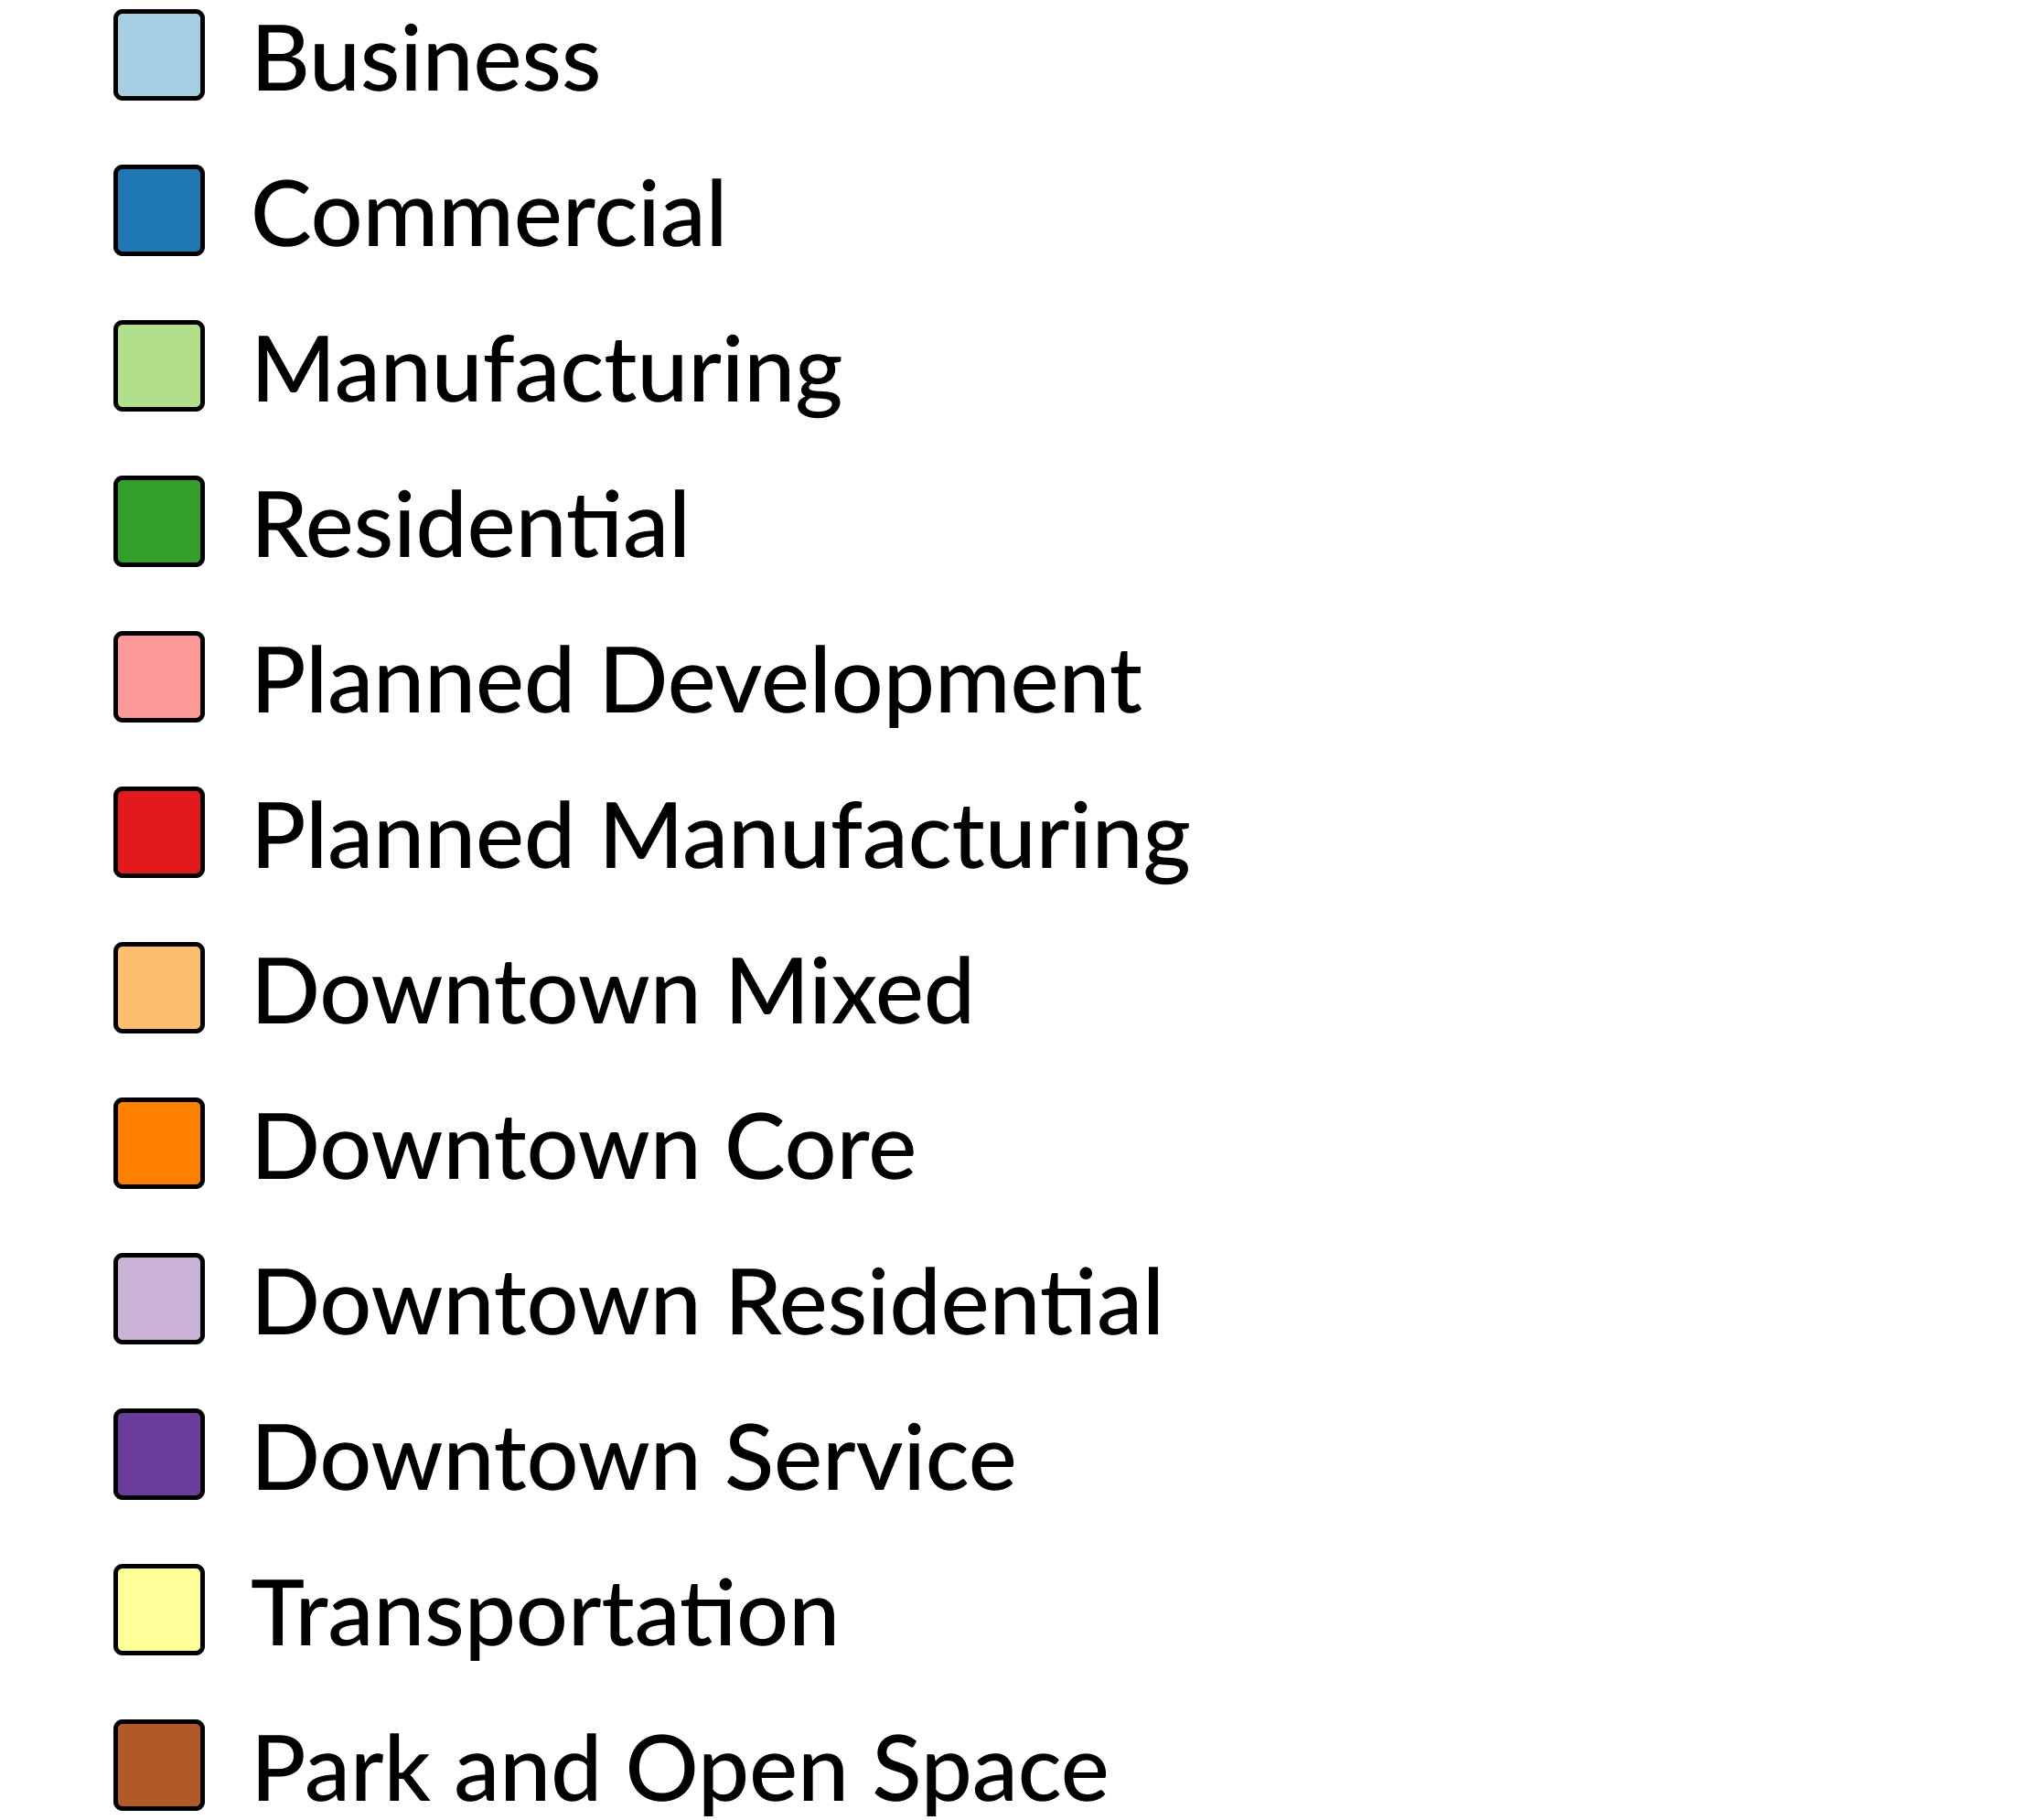 Business
Commercial
Manufacturing
Residential
Planned Development
Planned Manufacturing
Downtown Mixed
Downtown Core
Downtown Residential
Downtown Service
Transportation
Park and Open Space